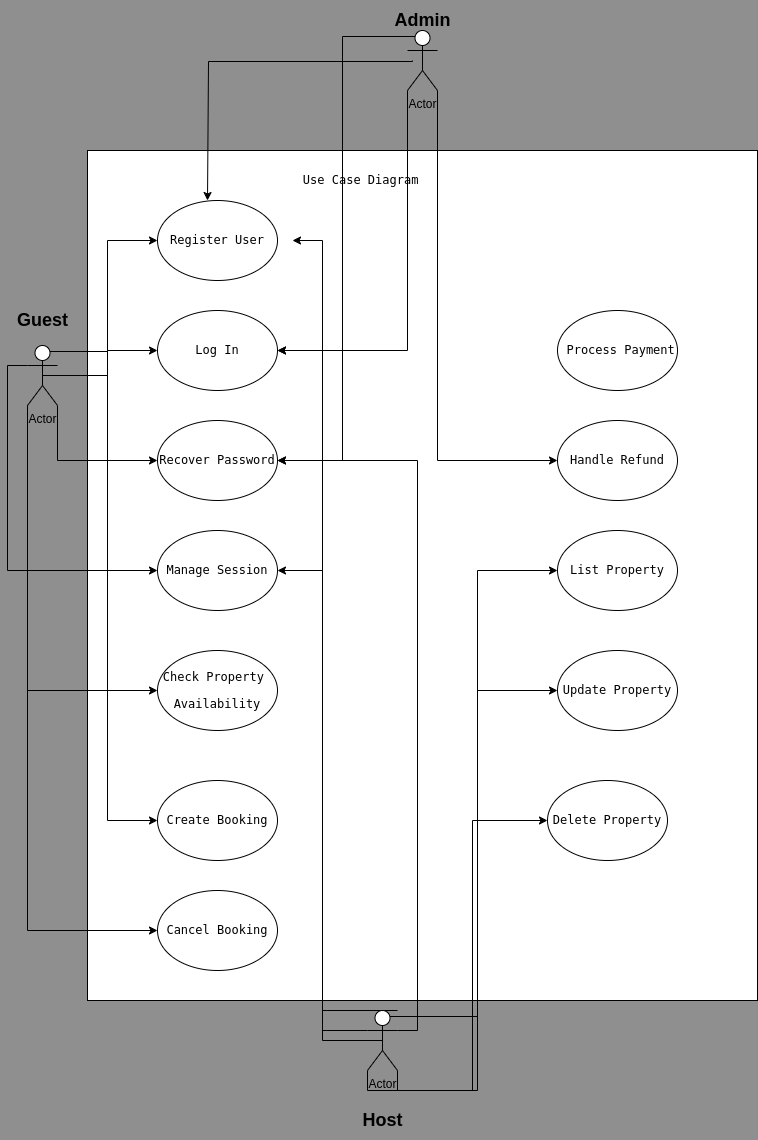 Admin
Actor
Use Case Diagram
Register User
Guest
Log In
Process Payment
Actor
Recover Password
Handle Refund
Manage Session
List Property
Check Property
Availability
Update Property
Create Booking
Delete Property
Cancel Booking
Actor
Host